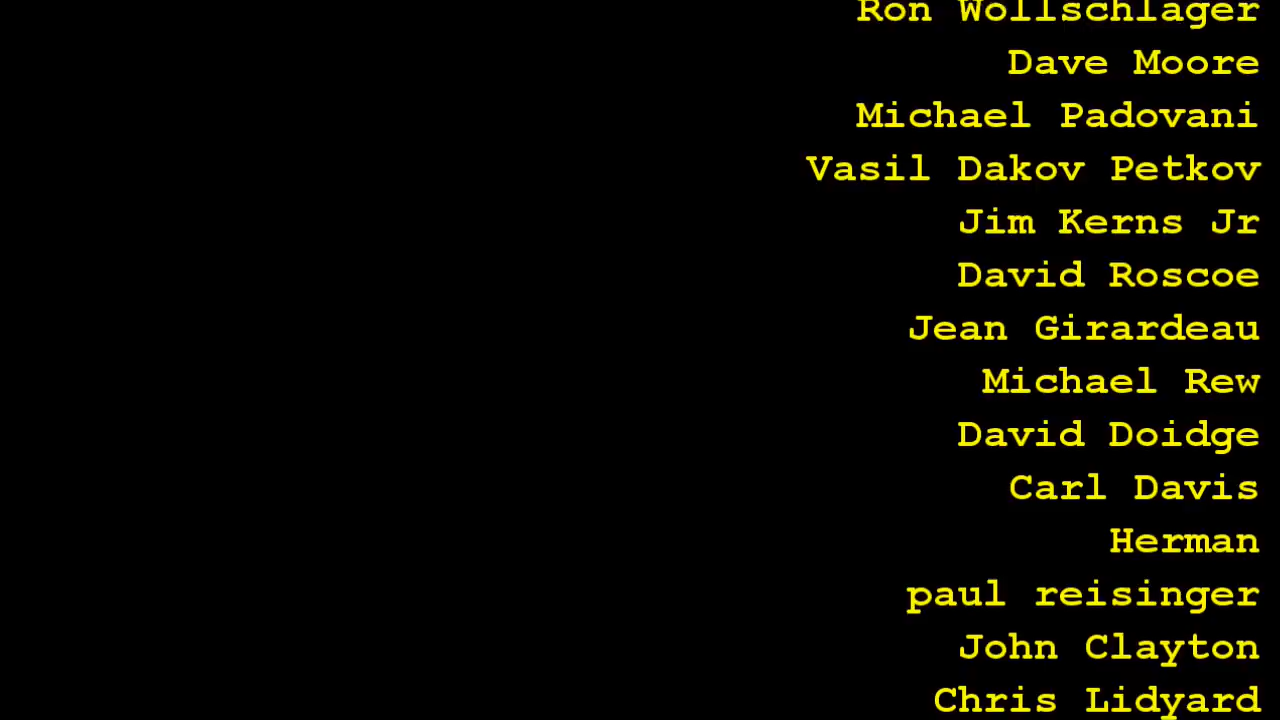 Ron Wollschlager
Dave Moore
Michael Padovani
Vasil Dakov Petkov
Jim Kerns Jr
David Roscoe
Jean Girardeau
Michael Rew
David Doidge
Carl Davis
Herman
paul reisinger
John Clayton
Chris Lidyard